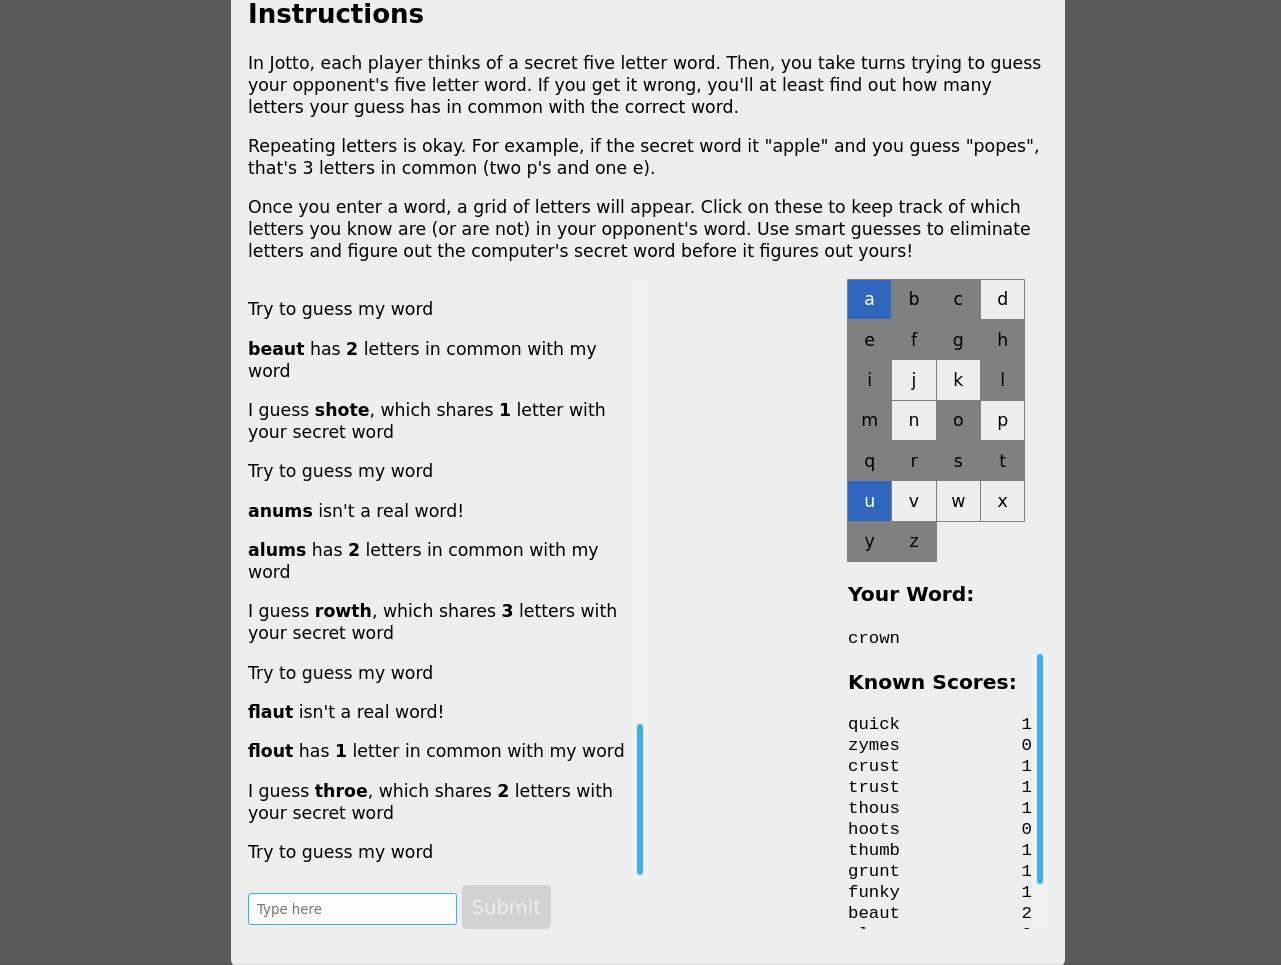 Instructions
In Jotto, each player thinks of a secret five letter word. Then, you take turns trying to guess
your opponent's five letter word. If you get it wrong, you'll at least find out how many
letters your guess has in common with the correct word.
Repeating letters is okay. For example, if the secret word it "apple" and you guess "popes",
that's 3 letters in common (two p's and one e).
Once you enter a word, a grid of letters will appear. Click on these to keep track of which
letters you know are (or are not) in your opponent's word. Use smart guesses to eliminate
letters and figure out the computer's secret word before it figures out yours!
Try to guess my word
beaut has 2 letters in common with my
word
I guess shote, which shares 1 letter with
your secret word
Try to guess my word
anums isn't a real word!
alums has 2 letters in common with my
word
I guess rowth, which shares 3 letters with
your secret word
Try to guess my word
flaut isn't a real word!
flout has 1 letter in common with my word
I guess throe, which shares 2 letters with
your secret word
Try to guess my word
Type here
Submit
a b c d
e f g h
i j k l
m n o p
q r s t
u v w x
y z
Your Word:
crown
Known Scores:
quick 1
zymes 0
crust 1
trust 1
thous 1
hoots 0
thumb 1
grunt 1
funky 1
beaut 2